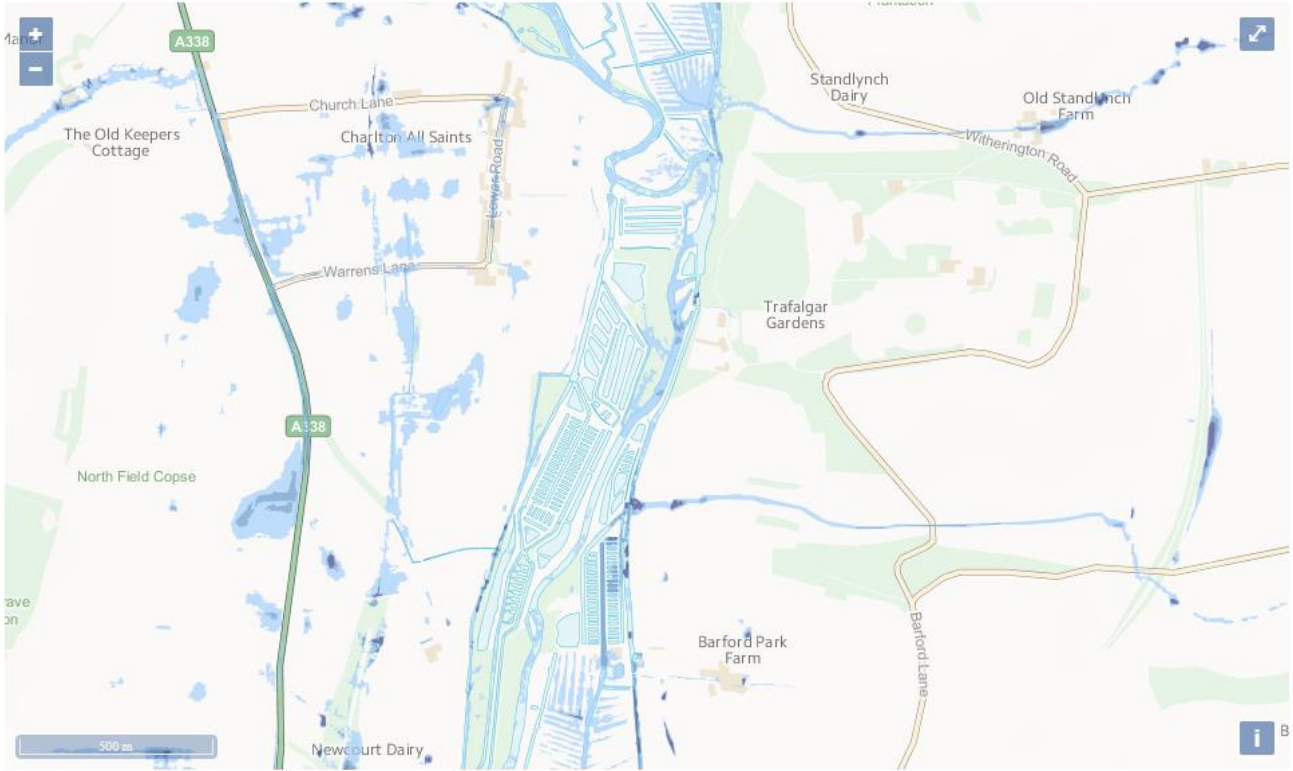 A338
Standlynch
Dairy
Old Standlynch
Farm
Church Lane
The Old Keepers
Cottage
Charlton All Saints
Witherington Road
Lower Road
Warrens Lane
Trafalgar
Gardens
A338
North Field Copse
Barford Park
Farm
Barford Lane
500 m
Newcourt Dairy
i